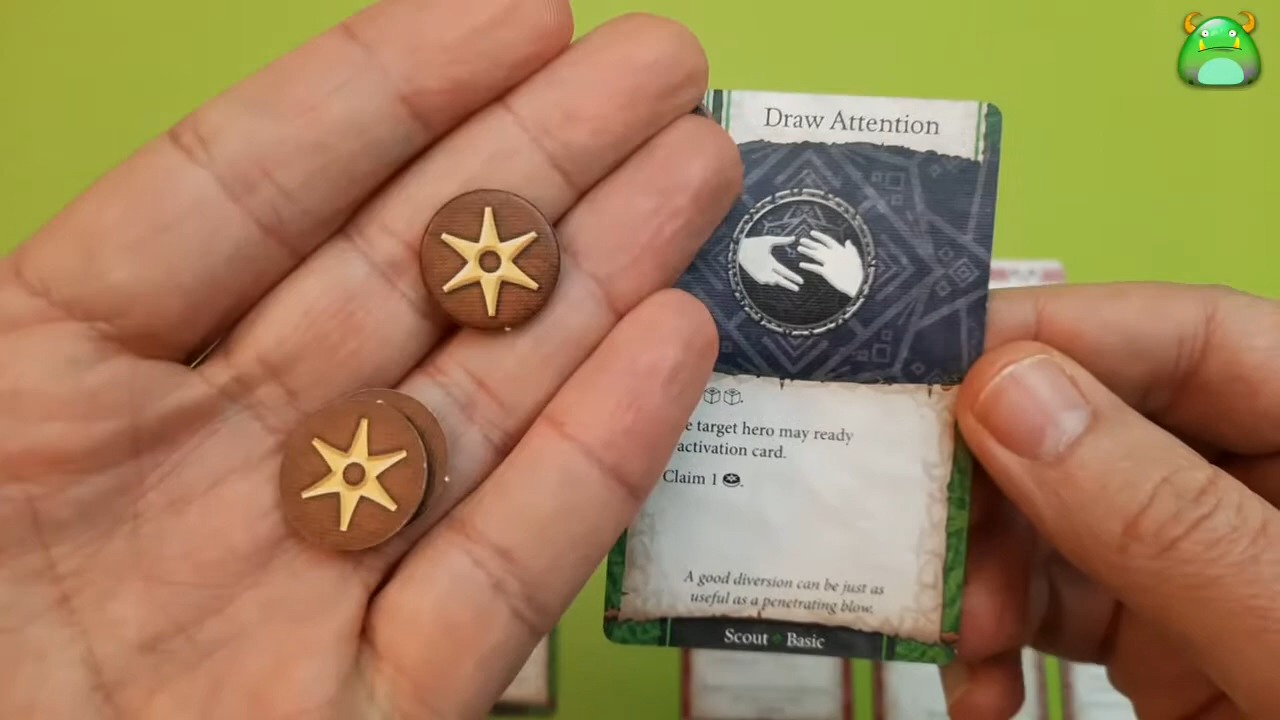 Draw Attention
target hero may ready
activation card.
Claim 1
A good diversion can be just as
useful as a penetrating blow.
Scout Basic